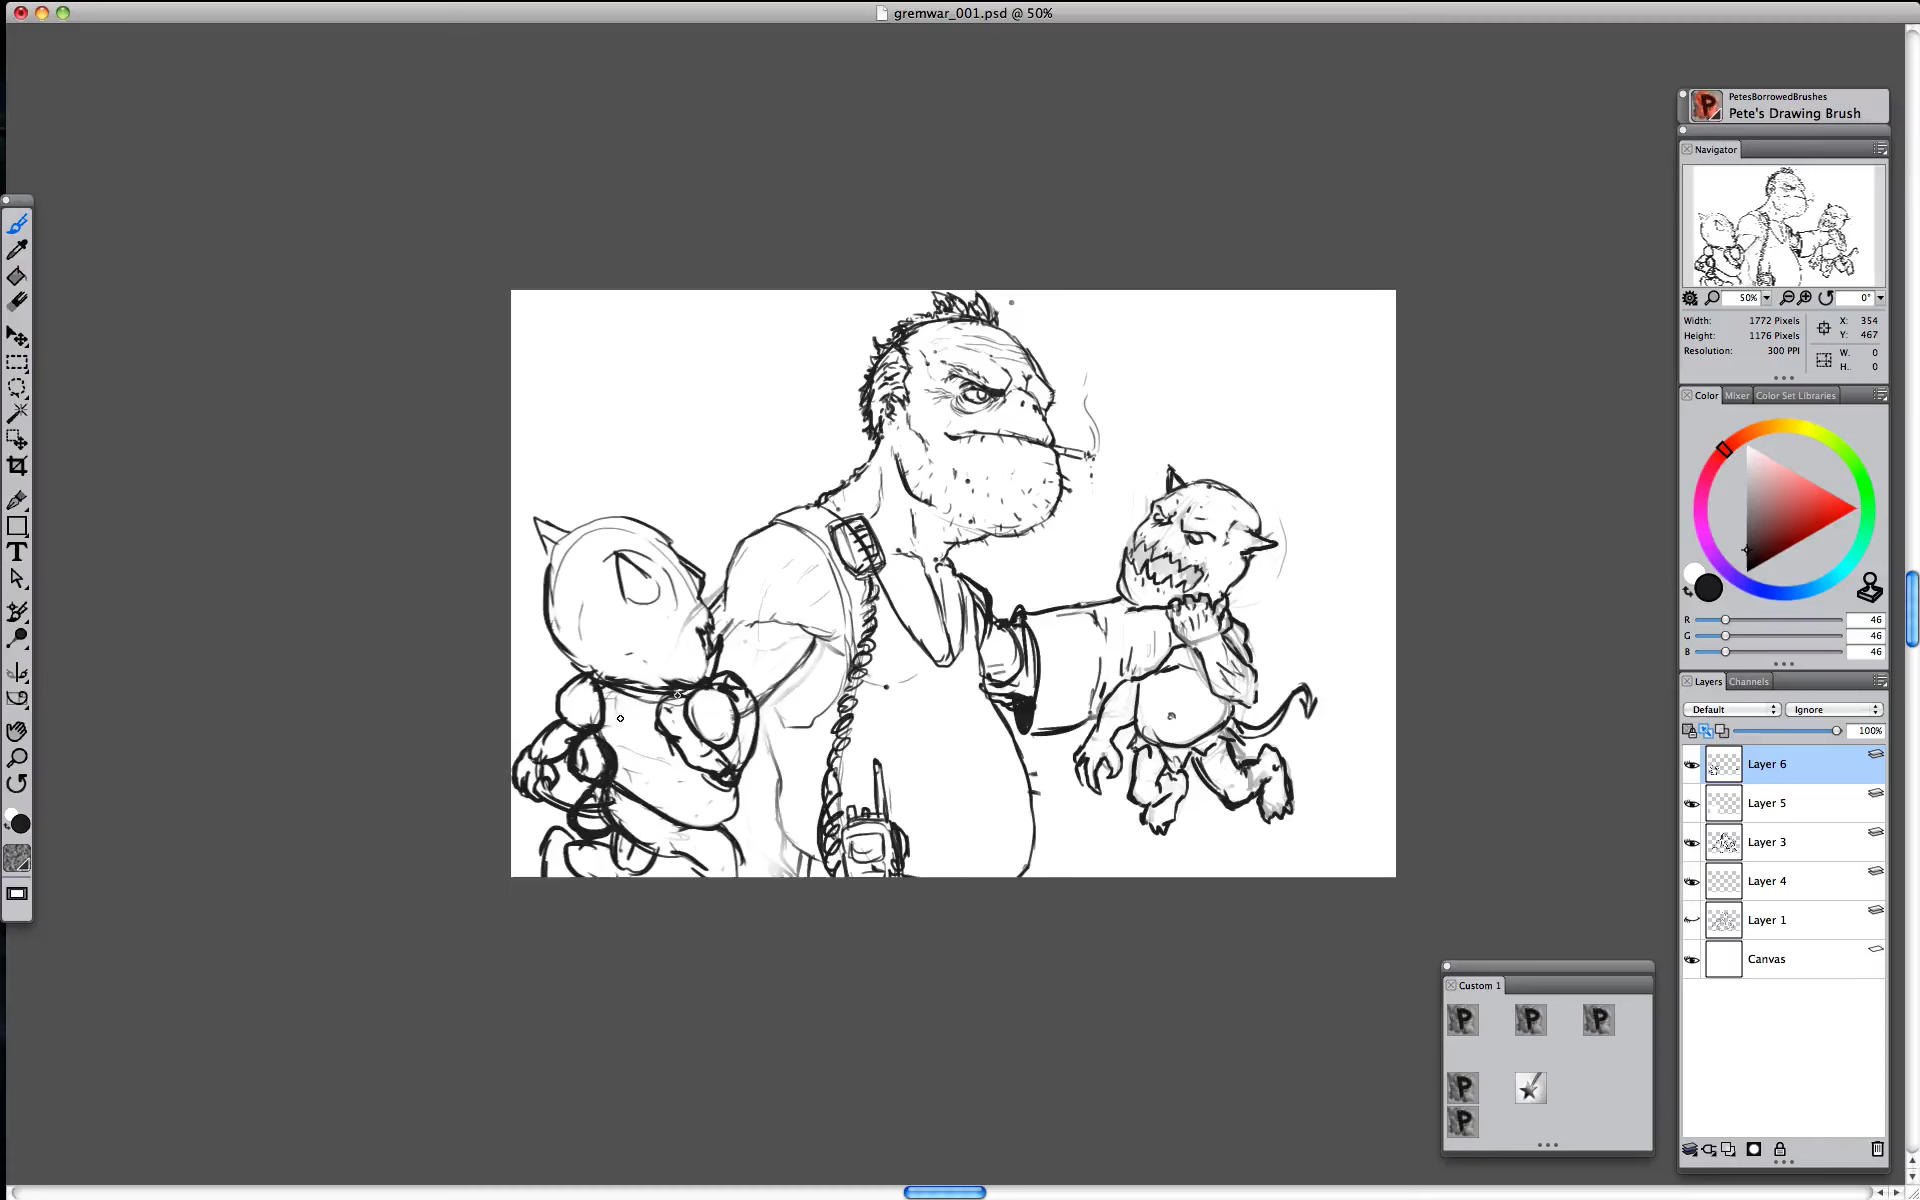 gremwar_001.psd @ 50%
PetesBorrowedBrushes
Pete's Drawing Brush
Navigator
50%
0°
Width: 1772 Pixels
Height: 1176 Pixels
Resolution: 300 PPI
X: 354
Y: 467
W: 0
H: 0
Color Mixer Color Set Libraries
R 46
G 46
B 46
Layers Channels
Default Ignore
100%
Layer 6
Layer 5
Layer 3
Layer 4
Layer 1
Canvas
Custom 1
P P P
P
P
T